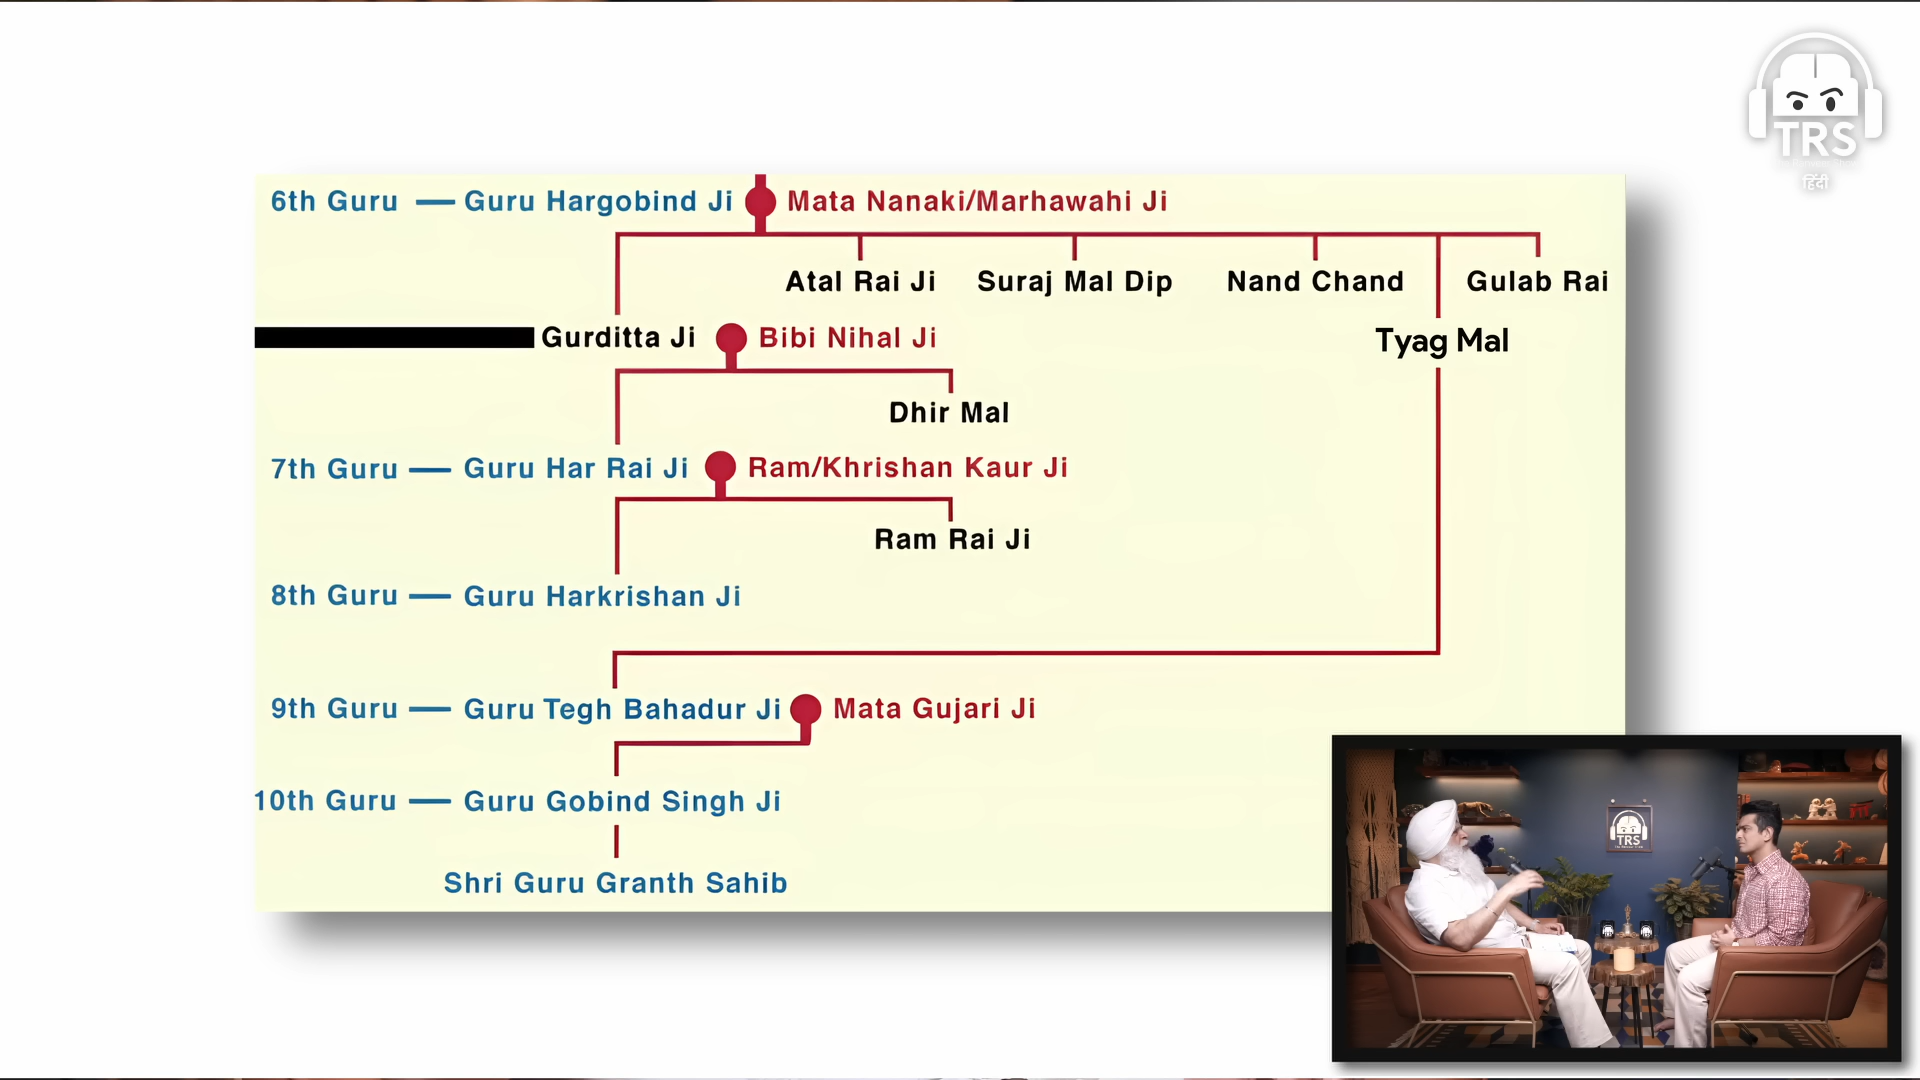 TRS
हिंदी
6th Guru — Guru Hargobind Ji Mata Nanaki/Marhawahi Ji
Atal Rai Ji Suraj Mal Dip Nand Chand Gulab Rai
Gurditta Ji Bibi Nihal Ji Tyag Mal
Dhir Mal
7th Guru — Guru Har Rai Ji Ram/Khrishan Kaur Ji
Ram Rai Ji
8th Guru — Guru Harkrishan Ji
9th Guru — Guru Tegh Bahadur Ji Mata Gujari Ji
10th Guru — Guru Gobind Singh Ji
Shri Guru Granth Sahib
TRS